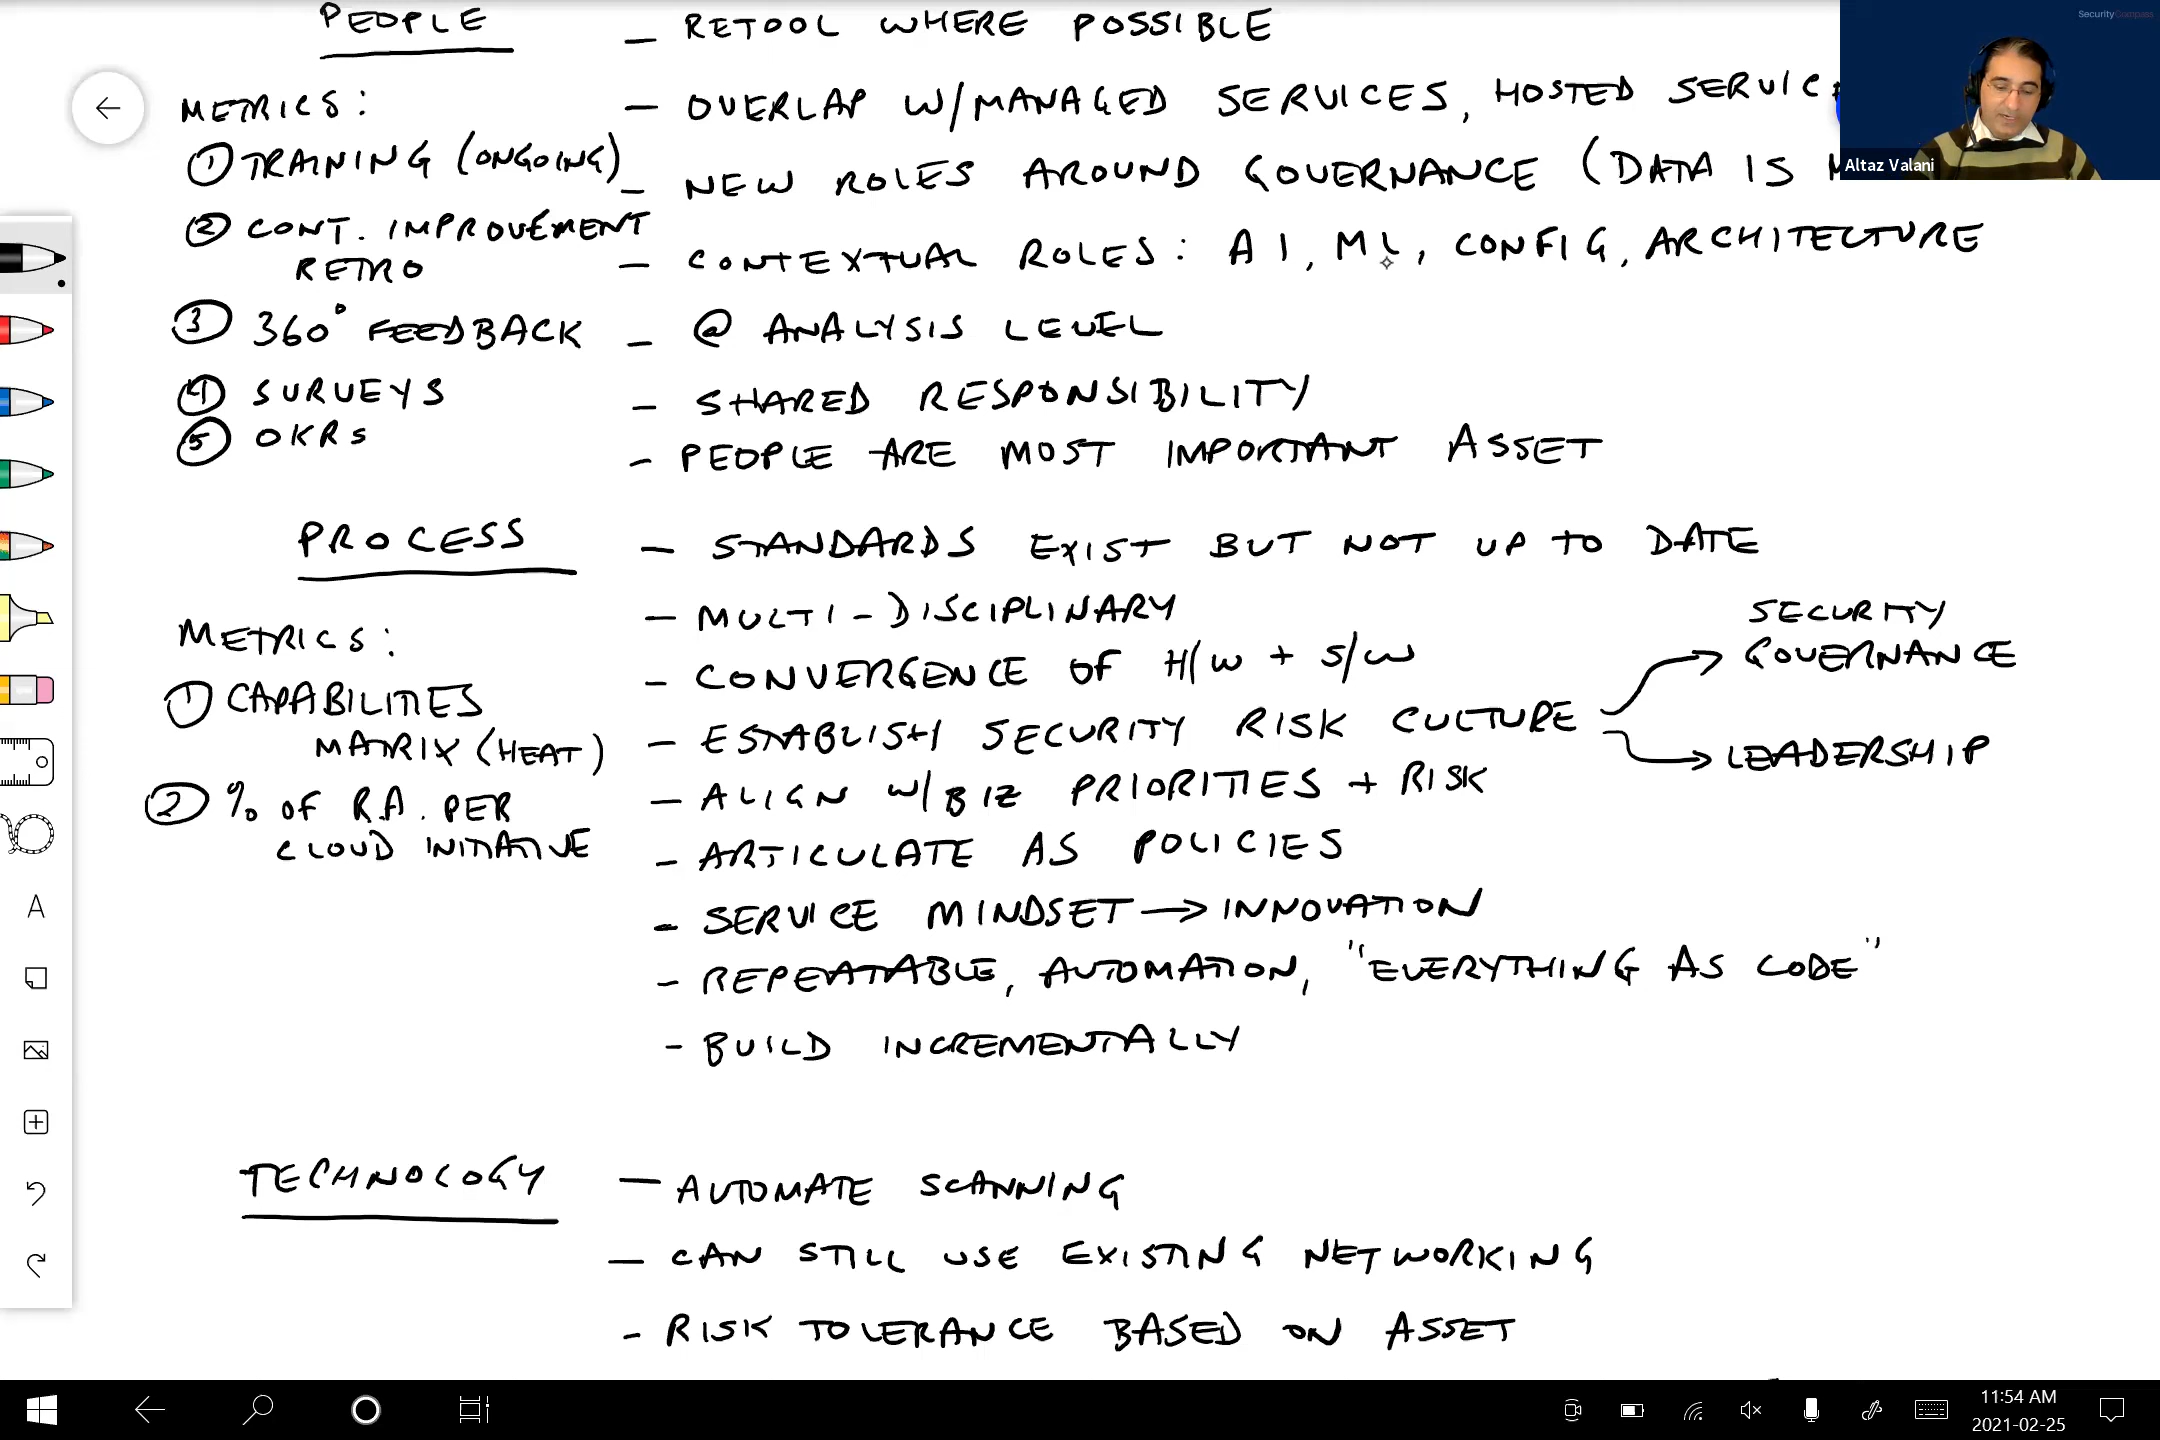 SecurityCompass
PEOPLE
– RETOOL WHERE POSSIBLE
– OVERLAP W/MANAGED SERVICES, HOSTED
– NEW ROLES AROUND GOVERNANCE (DATA IS
– CONTEXTUAL ROLES: AI, ML, CONFIG, ARCHITECTURE
– @ ANALYSIS LEVEL
– SHARED RESPONSIBILITY
– PEOPLE ARE MOST IMPORTANT ASSET
METRICS:
① TRAINING (ONGOING)
② CONT. IMPROVEMENT
RETRO
③ 360° FEEDBACK
④ SURVEYS
⑤ OKRs
Altaz Valani
PROCESS
– STANDARDS EXIST BUT NOT UP TO DATE
– MULTI-DISCIPLINARY
– CONVERGENCE OF H/W + S/W
– ESTABLISH SECURITY RISK CULTURE
SECURITY
→ GOVERNANCE
→ LEADERSHIP
– ALIGN W/BIZ PRIORITIES + RISK
– ARTICULATE AS POLICIES
– SERVICE MINDSET → INNOVATION
– REPEATABLE, AUTOMATION, "EVERYTHING AS CODE"
– BUILD INCREMENTALLY
METRICS:
① CAPABILITIES
MATRIX (HEAT)
② % OF R.A. PER
CLOUD INITIATIVE
TECHNOLOGY
– AUTOMATE SCANNING
– CAN STILL USE EXISTING NETWORKING
– RISK TOLERANCE BASED ON ASSET
A
11:54 AM
2021-02-25